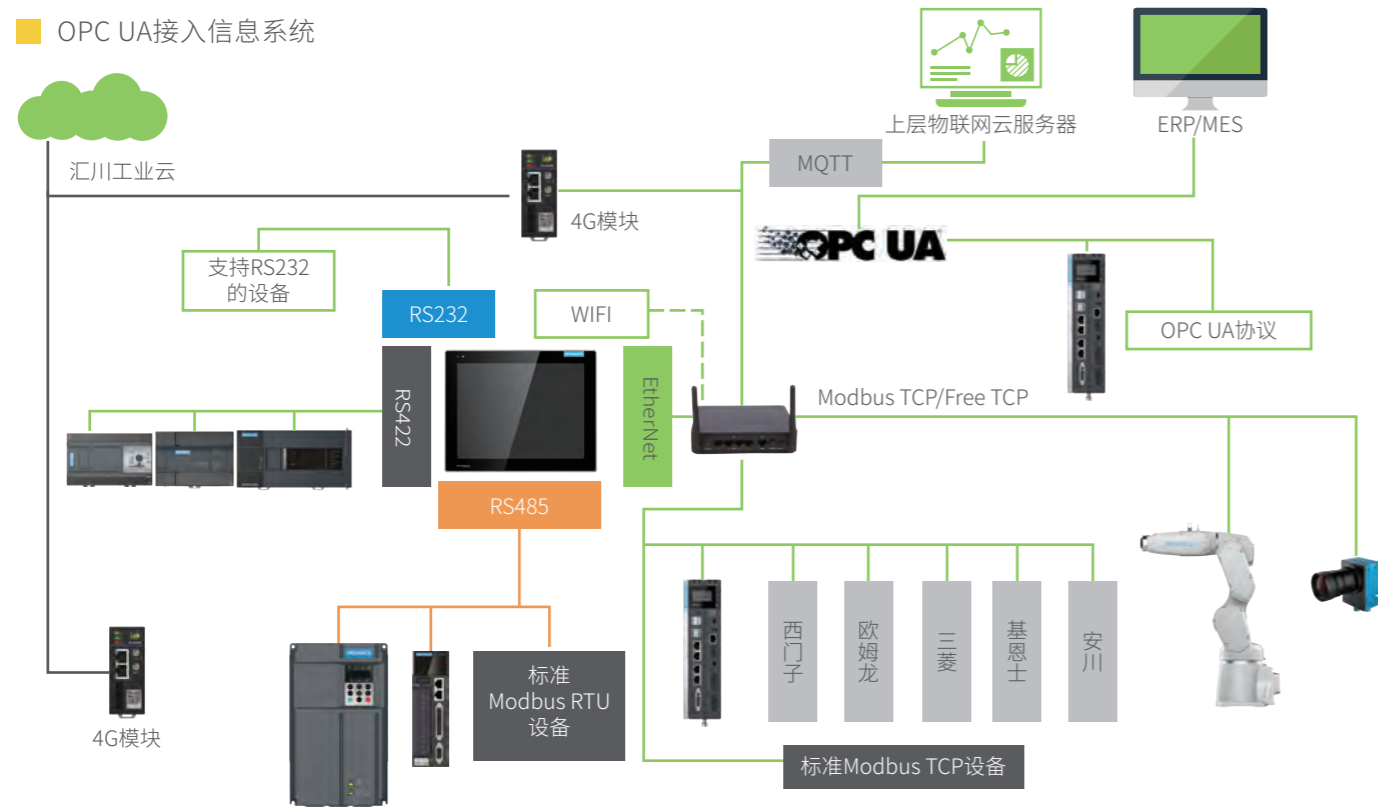 OPC UA接入信息系统
上层物联网云服务器
ERP/MES
汇川工业云
MQTT
4G模块
OPC UA
支持RS232
的设备
RS232
WIFI
OPC UA协议
RS422
EtherNet
Modbus TCP/Free TCP
RS485
西门子
欧姆龙
三菱
基恩士
安川
标准
Modbus RTU
设备
4G模块
标准Modbus TCP设备